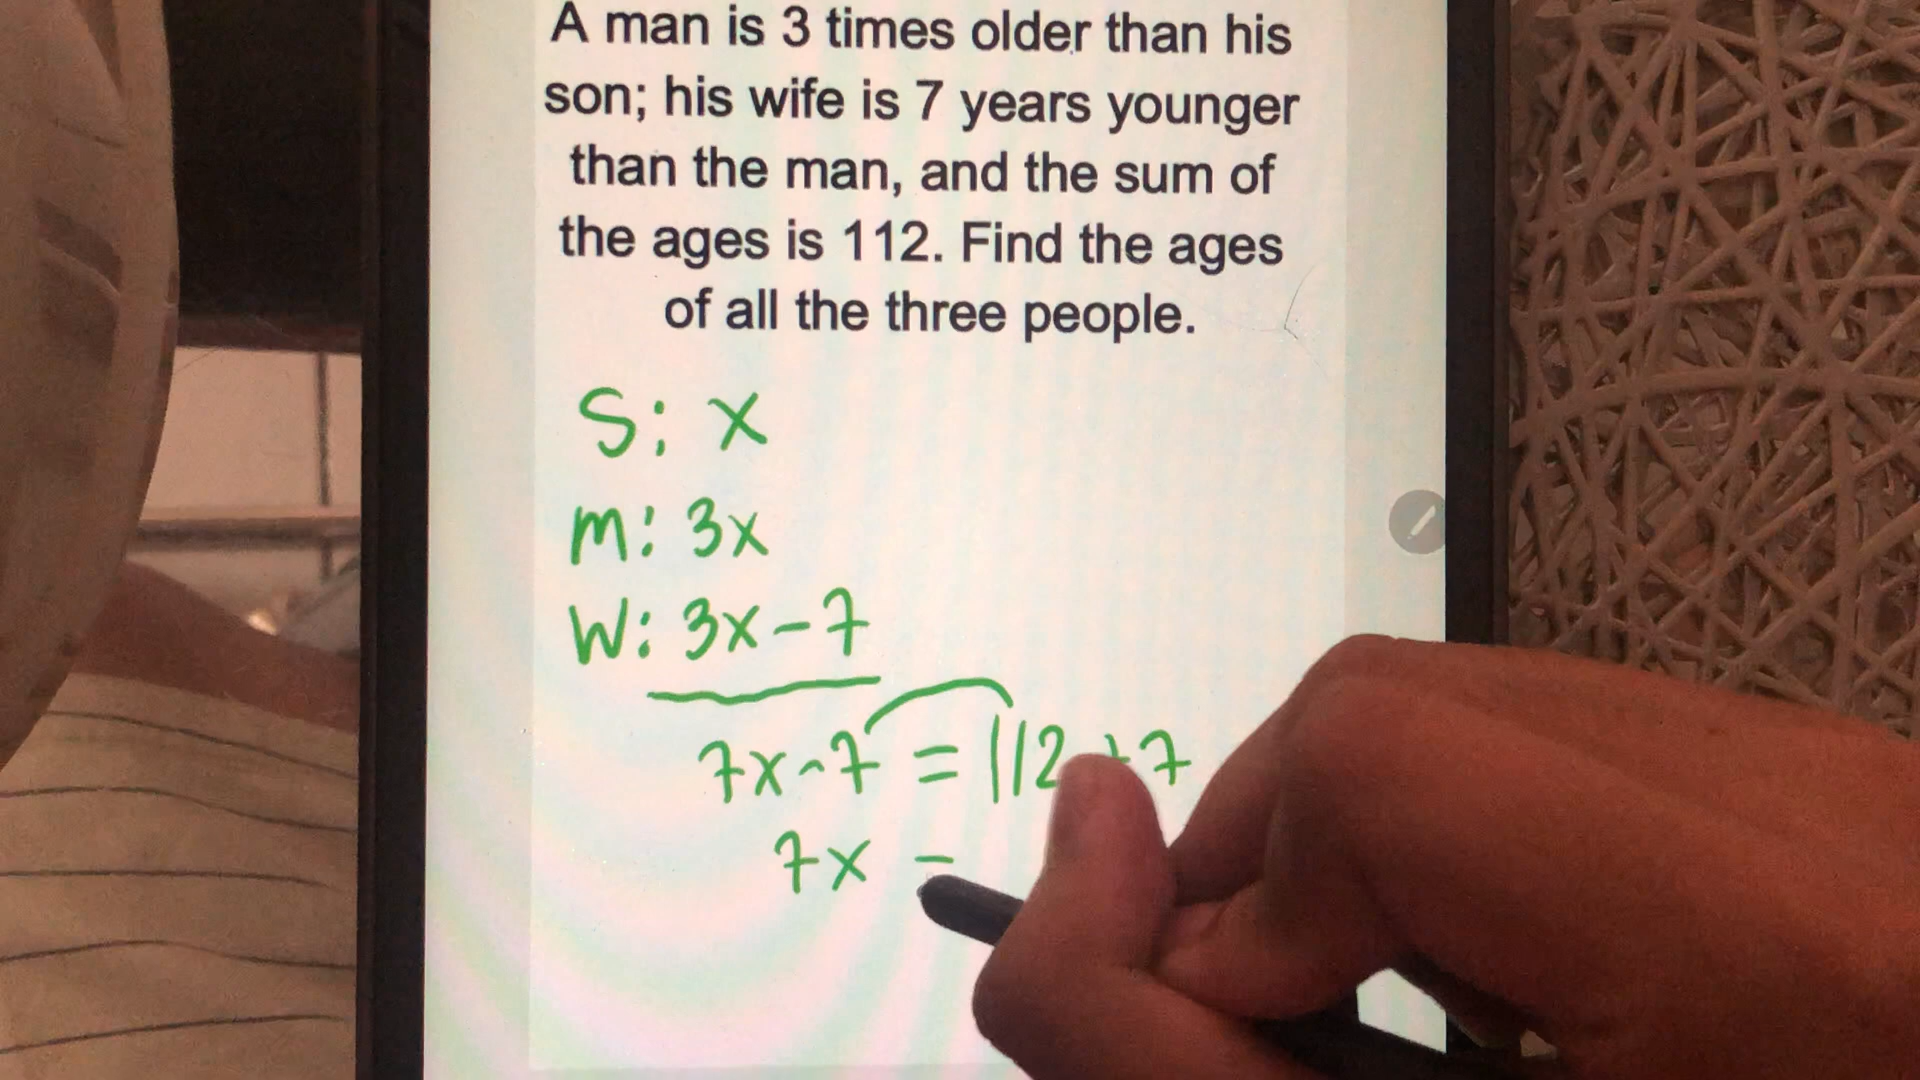 A man is 3 times older than his
son; his wife is 7 years younger
than the man, and the sum of
the ages is 112. Find the ages
of all the three people.
S: x
M: 3x
W: 3x-7
7x-7 = 112+7
7x =